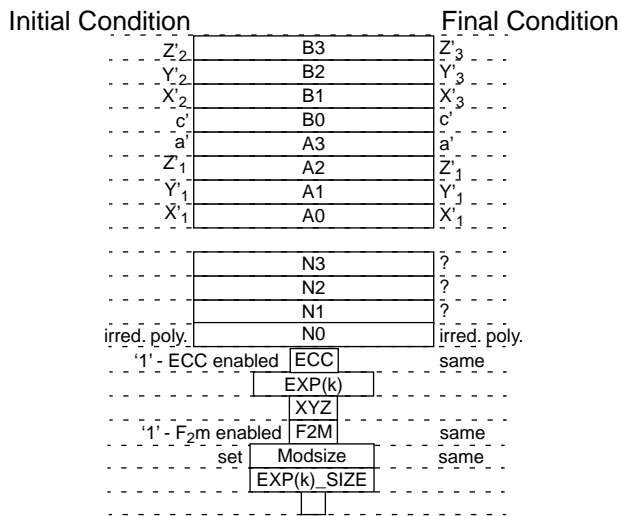 Initial Condition Final Condition
Z'2 B3 Z'3
Y'2 B2 Y'3
X'2 B1 X'3
c' B0 c'
a' A3 a'
Z'1 A2 Z'1
Y'1 A1 Y'1
X'1 A0 X'1
N3 ?
N2 ?
N1 ?
irred. poly. N0 irred. poly.
‘1’ - ECC enabled ECC same
EXP(k)
XYZ
‘1’ - F2m enabled F2M same
set Modsize same
EXP(k)_SIZE